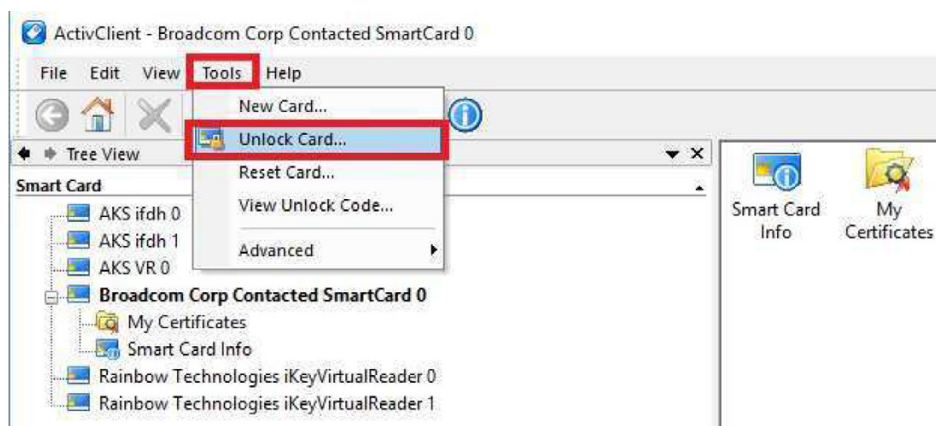 ActivClient - Broadcom Corp Contacted SmartCard 0
File Edit View Tools Help
New Card...
Unlock Card...
Reset Card...
View Unlock Code...
Advanced
Tree View
Smart Card
AKS ifdh 0
AKS ifdh 1
AKS VR 0
Broadcom Corp Contacted SmartCard 0
My Certificates
Smart Card Info
Rainbow Technologies iKeyVirtualReader 0
Rainbow Technologies iKeyVirtualReader 1
Smart Card
Info
My
Certificates